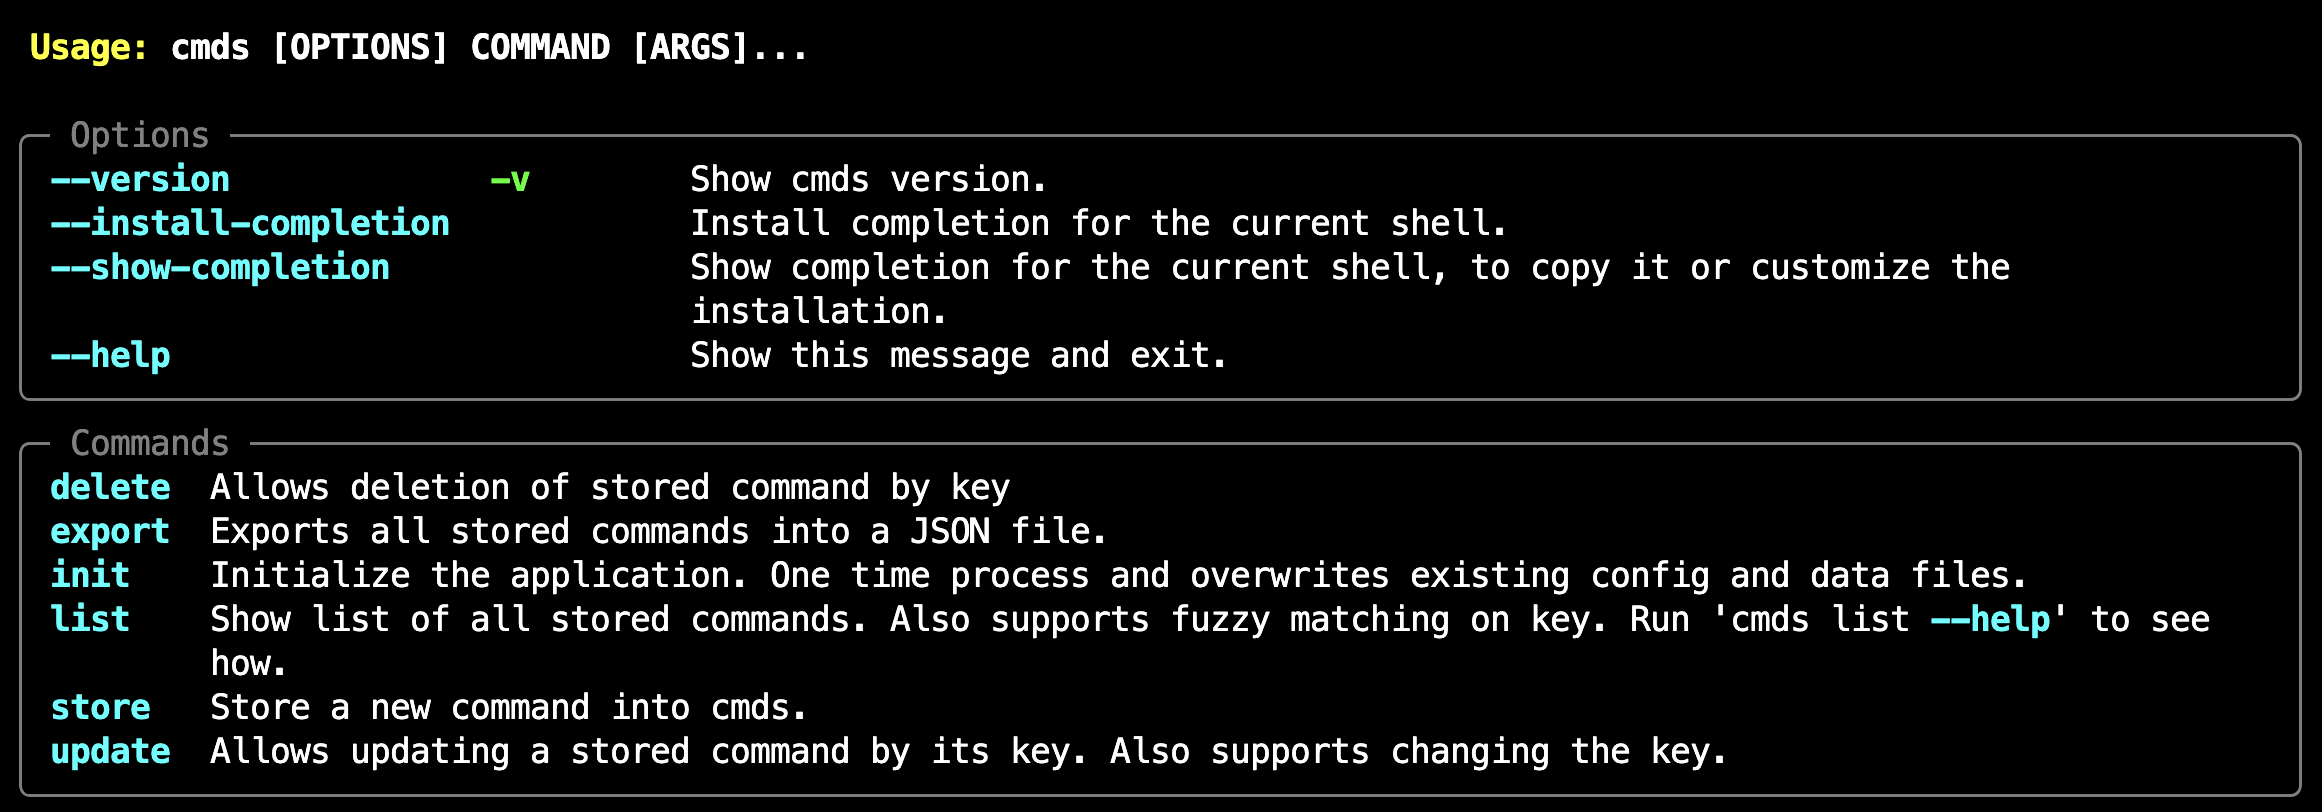 Usage: cmds [OPTIONS] COMMAND [ARGS]...
Options
--version -v Show cmds version.
--install-completion Install completion for the current shell.
--show-completion Show completion for the current shell, to copy it or customize the
installation.
--help Show this message and exit.
Commands
delete Allows deletion of stored command by key
export Exports all stored commands into a JSON file.
init Initialize the application. One time process and overwrites existing config and data files.
list Show list of all stored commands. Also supports fuzzy matching on key. Run 'cmds list --help' to see
how.
store Store a new command into cmds.
update Allows updating a stored command by its key. Also supports changing the key.